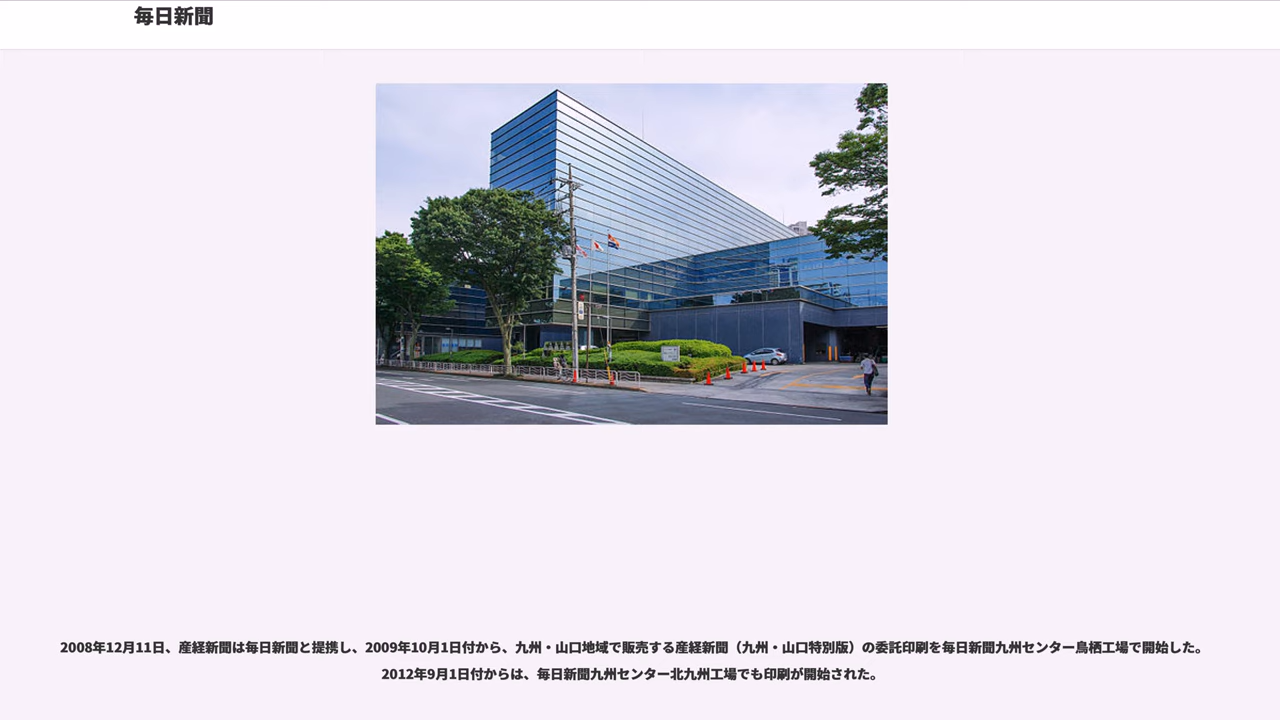 毎日新聞
2008年12月11日、産経新聞は毎日新聞と提携し、2009年10月1日付から、九州・山口地域で販売する産経新聞（九州・山口特別版）の委託印刷を毎日新聞九州センター鳥栖工場で開始した。
2012年9月1日付からは、毎日新聞九州センター北九州工場でも印刷が開始された。